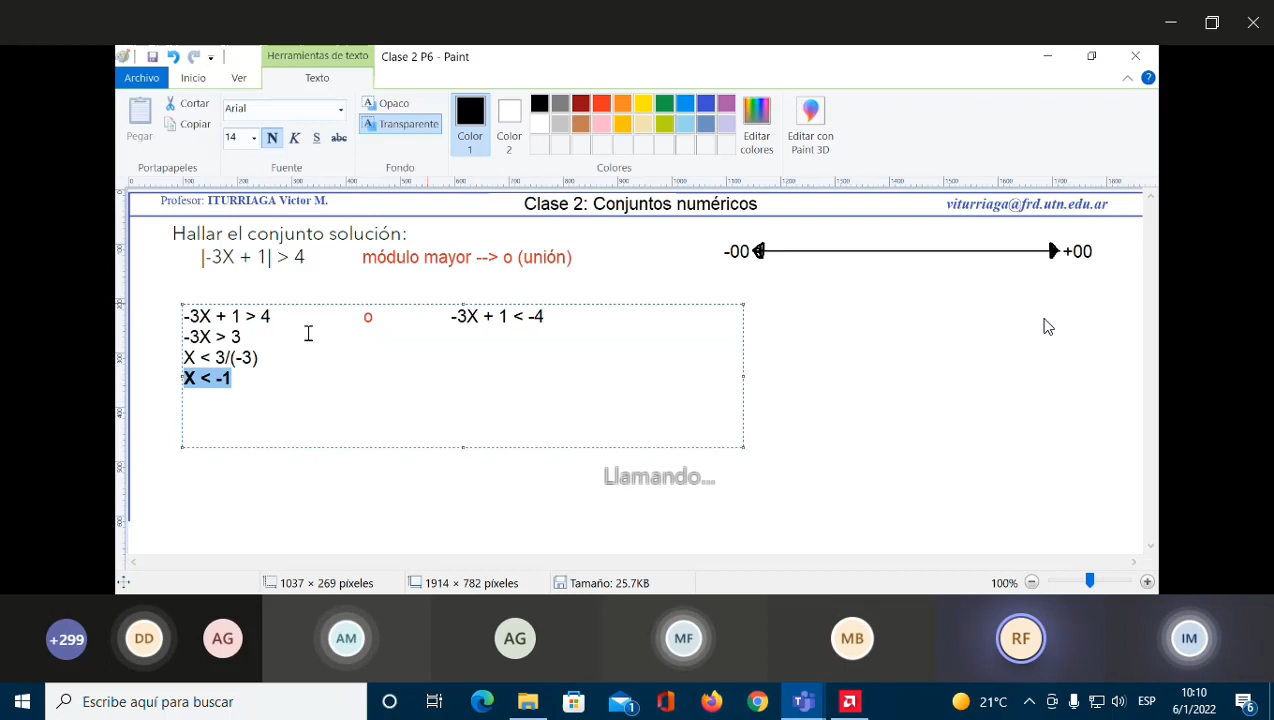 Herramientas de texto
Clase 2 P6 - Paint
Archivo
Inicio
Ver
Texto
Pegar
Cortar
Copiar
Portapapeles
Arial
14
N
K
S
abc
Fuente
Opaco
Transparente
Fondo
Color
1
Color
2
Editar
colores
Editar con
Paint 3D
Colores
Profesor: ITURRIAGA Victor M.
Clase 2: Conjuntos numéricos
viturriaga@frd.utn.edu.ar
Hallar el conjunto solución:
|-3X + 1| > 4
módulo mayor --> o (unión)
-00
+00
-3X + 1 > 4
o
-3X + 1 < -4
-3X > 3
X < 3/(-3)
X < -1
Llamando...
1037 × 269 píxeles
1914 × 782 píxeles
Tamaño: 25.7KB
100%
+299
DD
AG
AM
AG
MF
MB
RF
IM
Escribe aquí para buscar
1
21°C
ESP
10:10
6/1/2022
6